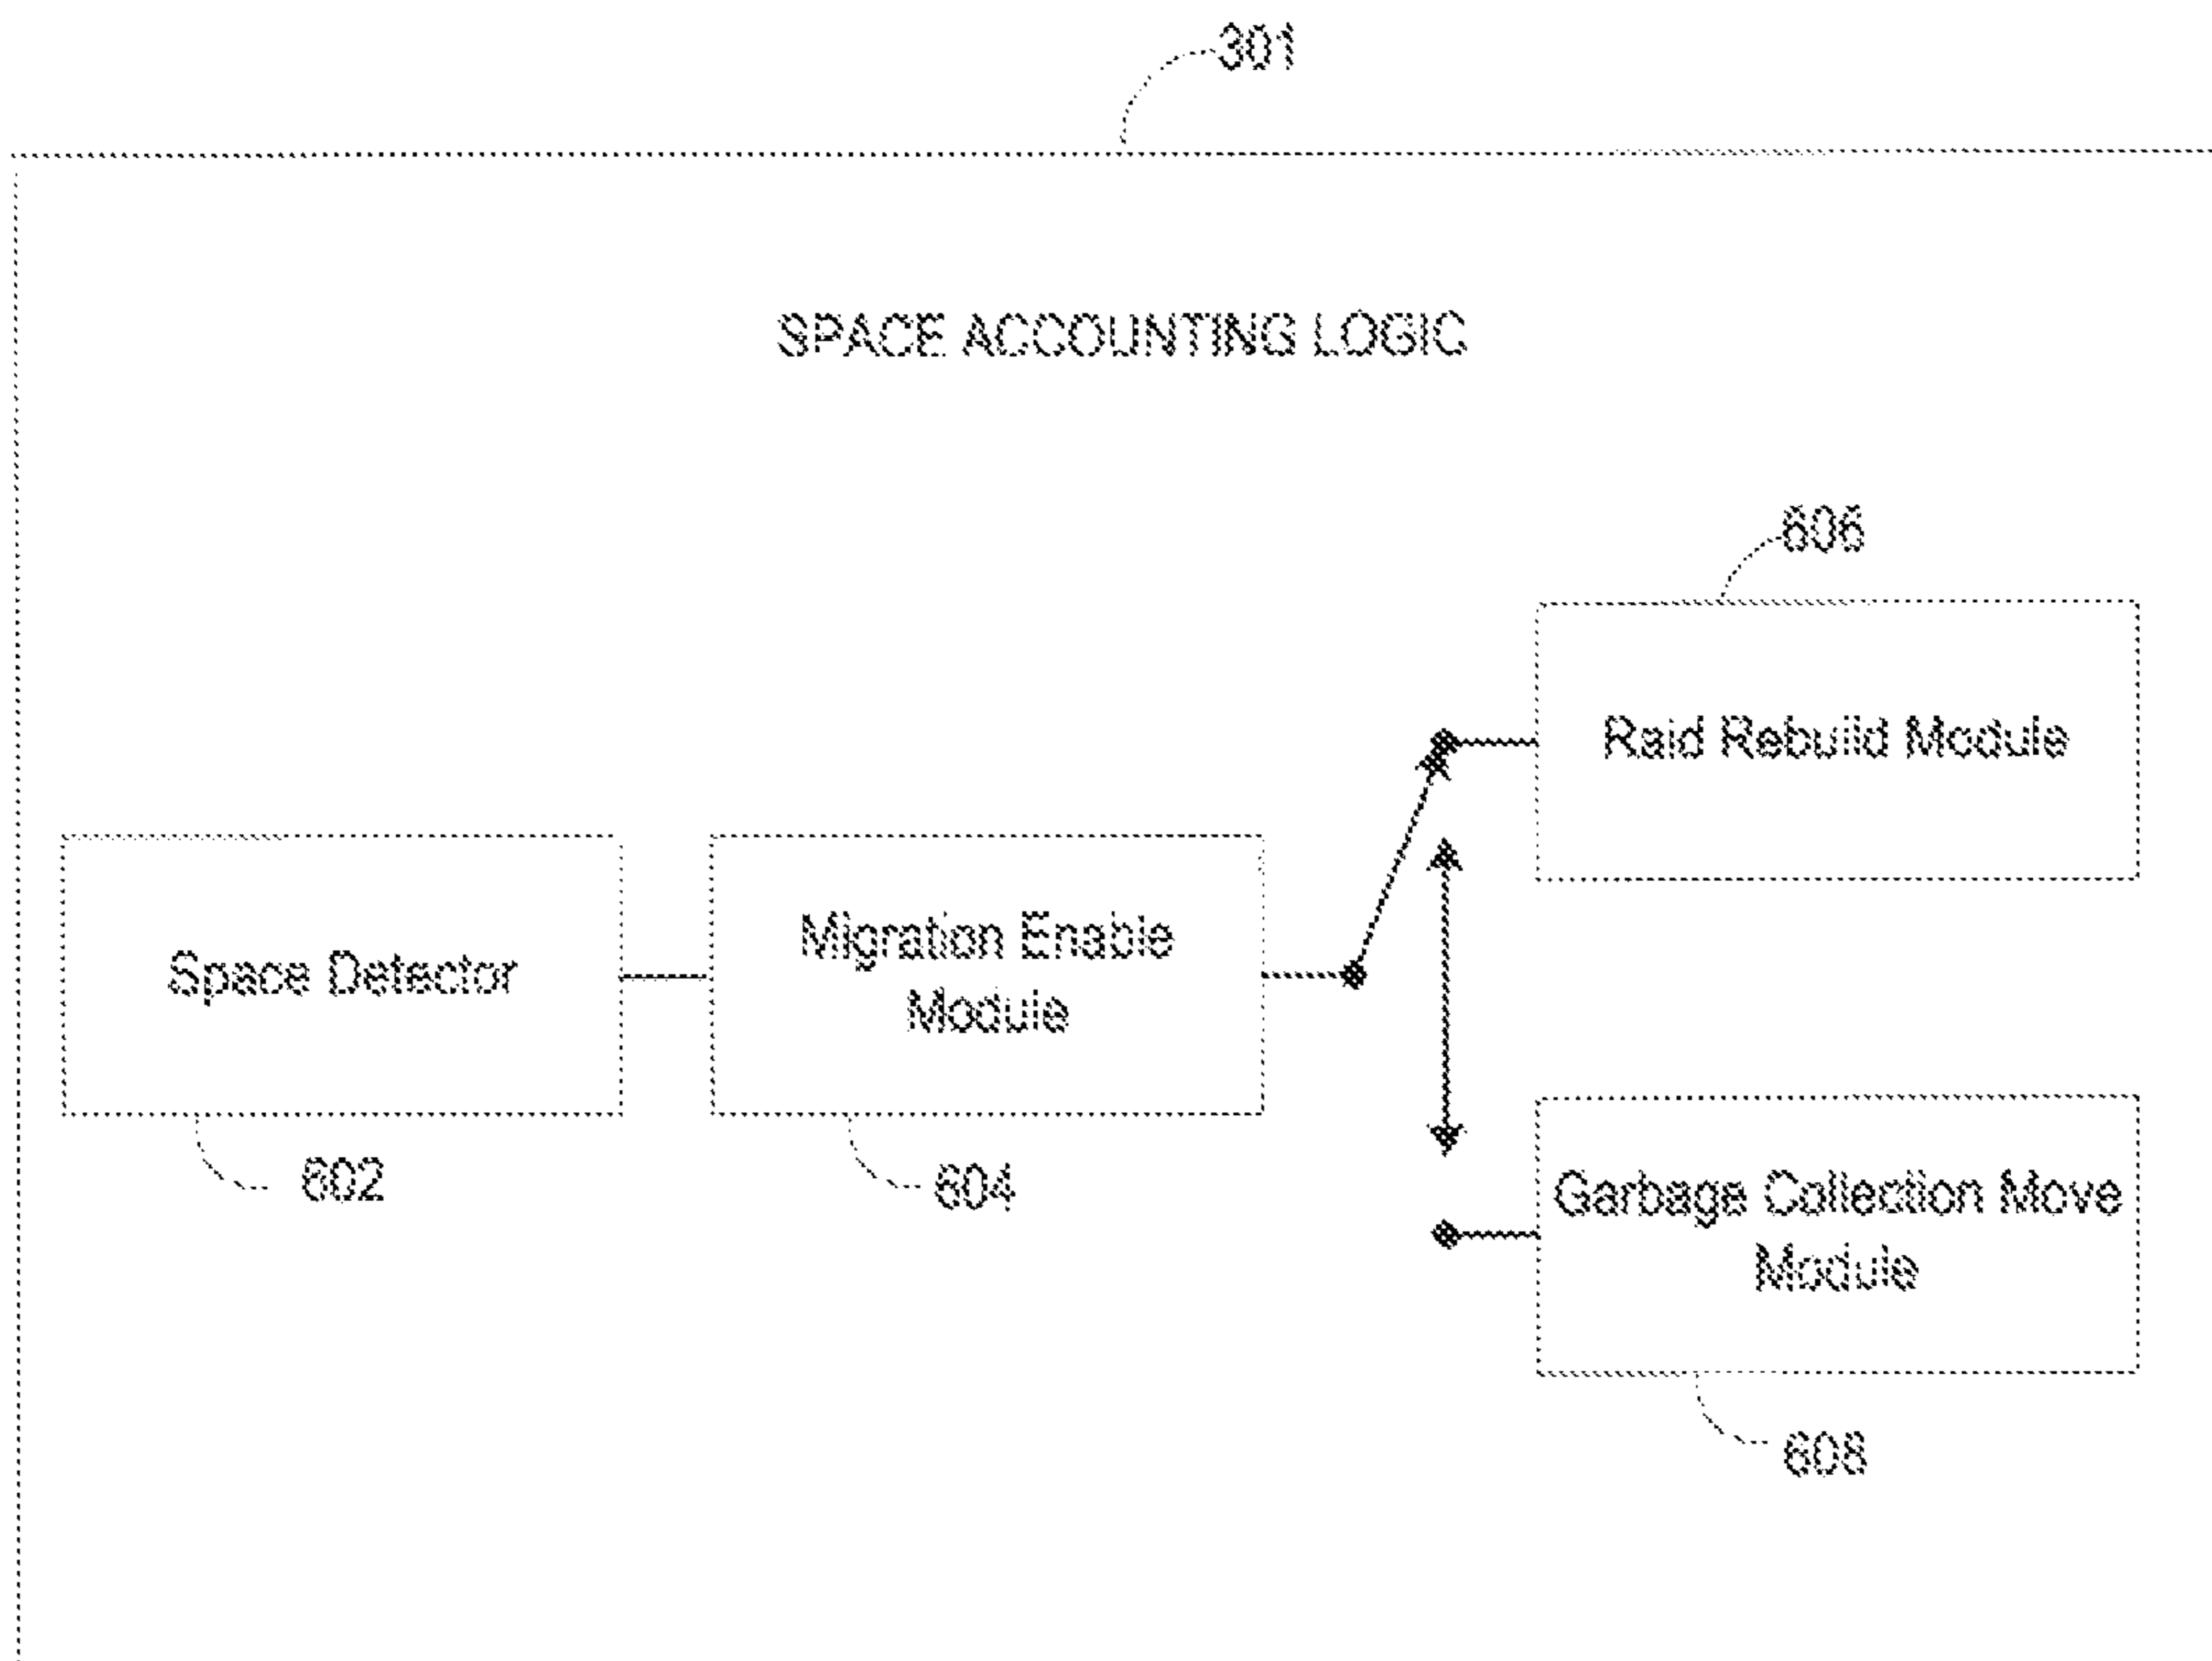 301
SPACE ACCOUNTING LOGIC
606
Raid Rebuild Module
Space Detector
Migration Enable
Module
602
604
Garbage Collection Move
Module
608